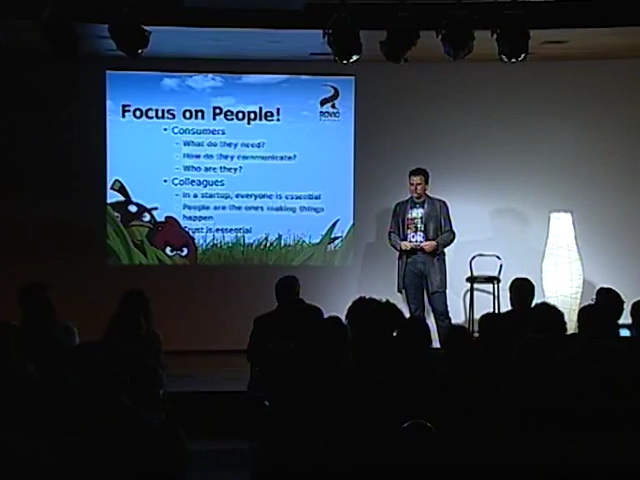 Focus on People!
ROVIO
• Consumers
– What do they need?
– How do they communicate?
– Who are they?
• Colleagues
– In a startup, everyone is essential
– People are the ones making things
happen
– Trust is essential